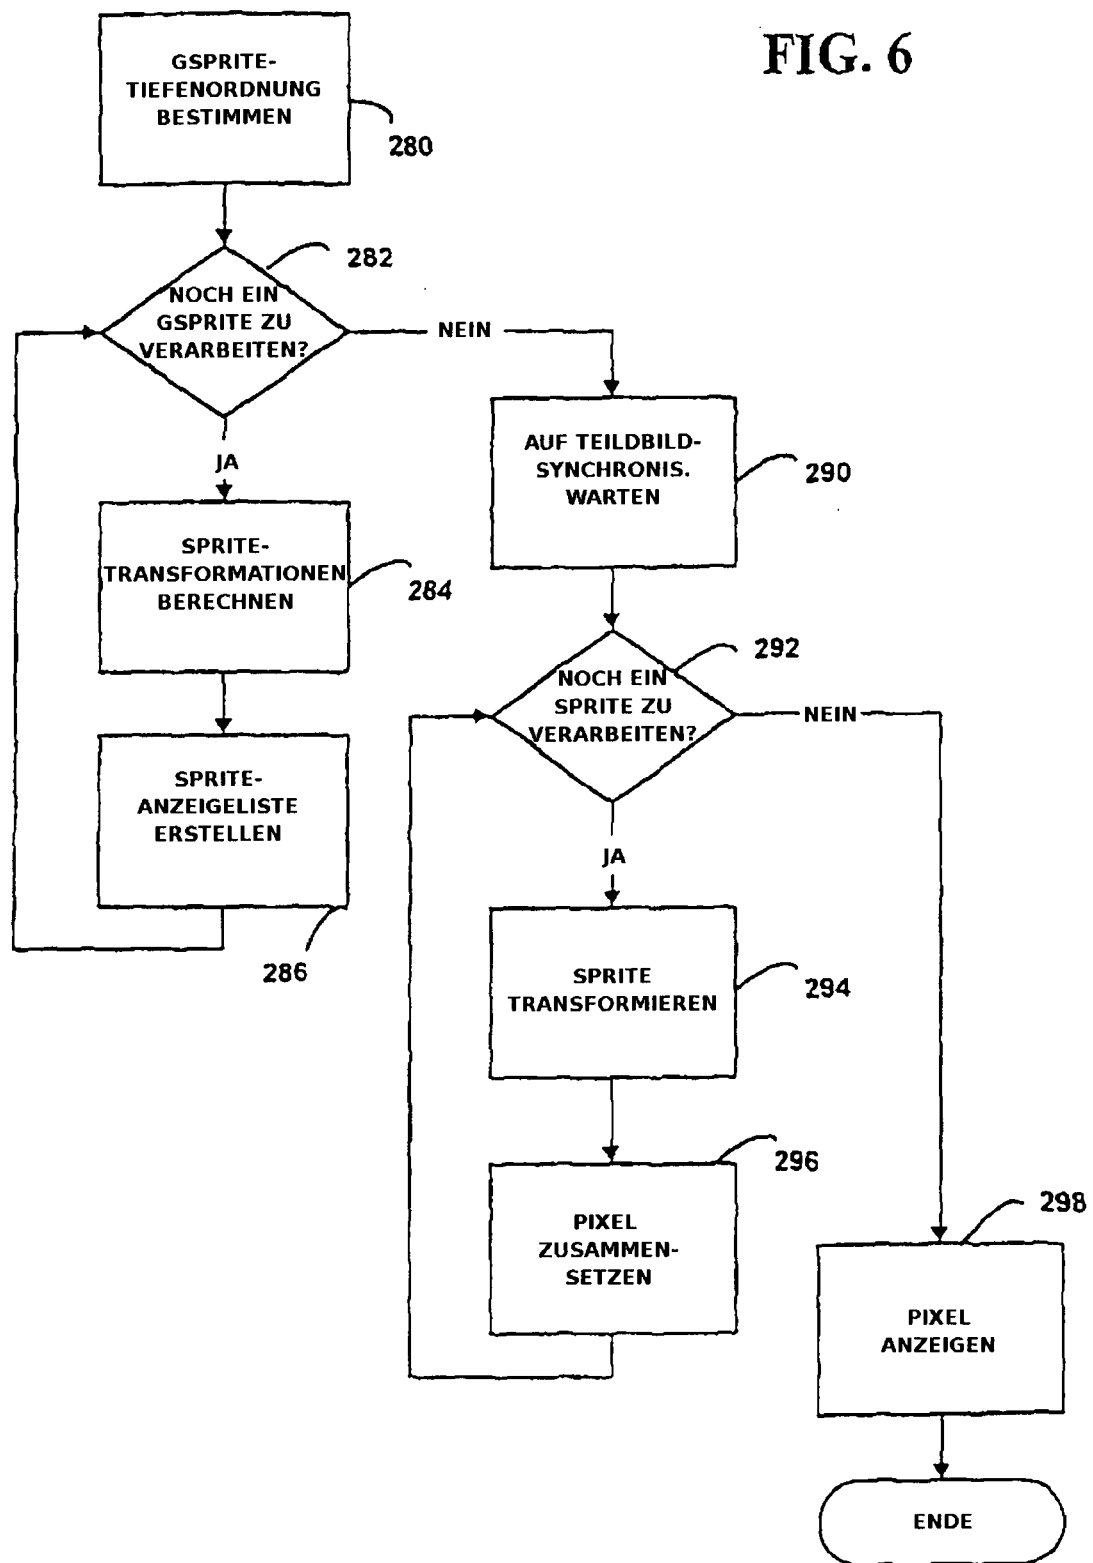 FIG. 6
GSPRITE-
TIEFENORDNUNG
BESTIMMEN
280
282
NOCH EIN
GSPRITE ZU
VERARBEITEN?
NEIN
JA
AUF TEILDBILD-
SYNCHRONIS.
WARTEN
290
SPRITE-
TRANSFORMATIONEN
BERECHNEN
284
292
NOCH EIN
SPRITE ZU
VERARBEITEN?
NEIN
SPRITE-
ANZEIGELISTE
ERSTELLEN
286
JA
SPRITE
TRANSFORMIEREN
294
296
PIXEL
ZUSAMMEN-
SETZEN
298
PIXEL
ANZEIGEN
ENDE